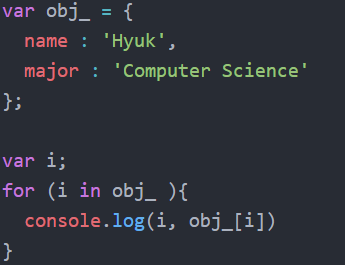 var obj_ = {
  name : 'Hyuk',
  major : 'Computer Science'
};

var i;
for (i in obj_ ){
  console.log(i, obj_[i])
}